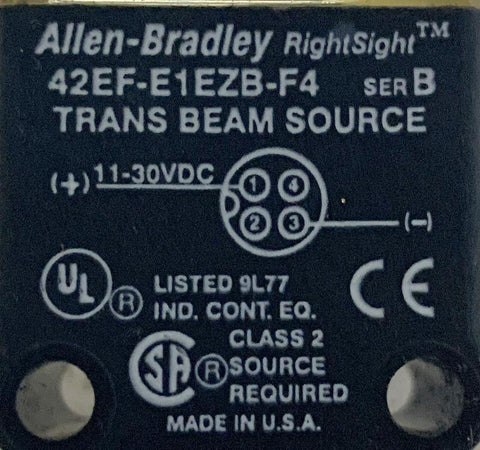 Allen-Bradley RightSight™
42EF-E1EZB-F4 SER B
TRANS BEAM SOURCE
(+) 11-30VDC 1 4
2 3 (-)
UL ® LISTED 9L77 CE
IND. CONT. EQ.
SA ® CLASS 2
SOURCE
REQUIRED
MADE IN U.S.A.